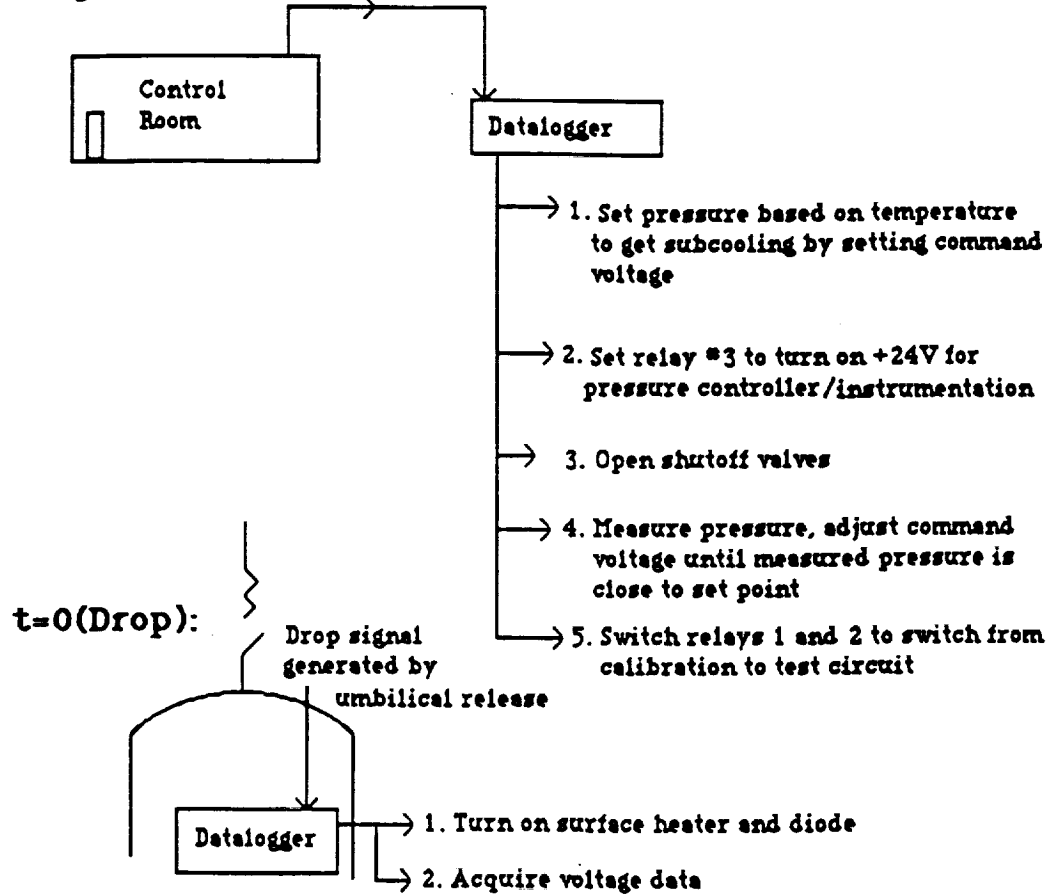 Control
Room
Datalogger
1. Set pressure based on temperature
to get subcooling by setting command
voltage
2. Set relay #3 to turn on +24V for
pressure controller/instrumentation
3. Open shutoff valves
4. Measure pressure, adjust command
voltage until measured pressure is
close to set point
5. Switch relays 1 and 2 to switch from
calibration to test circuit
t=0(Drop):
Drop signal
generated by
umbilical release
Datalogger
1. Turn on surface heater and diode
2. Acquire voltage data